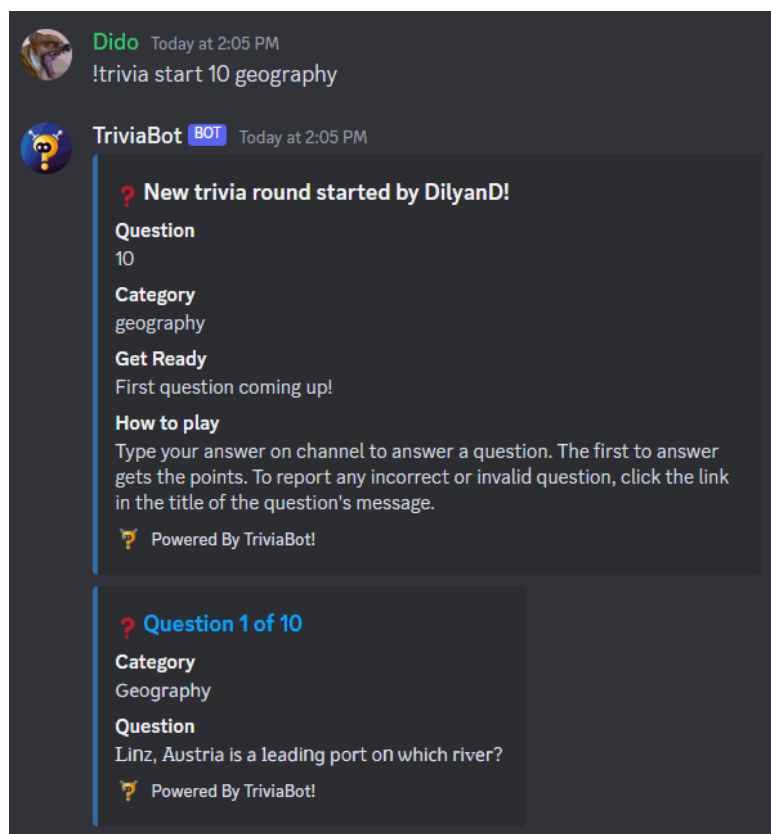 Dido Today at 2:05 PM
!trivia start 10 geography
TriviaBot BOT Today at 2:05 PM
❓ New trivia round started by DilyanD!
Question
10
Category
geography
Get Ready
First question coming up!
How to play
Type your answer on channel to answer a question. The first to answer
gets the points. To report any incorrect or invalid question, click the link
in the title of the question's message.
Powered By TriviaBot!
❓ Question 1 of 10
Category
Geography
Question
Linz, Austria is a leading port on which river?
Powered By TriviaBot!